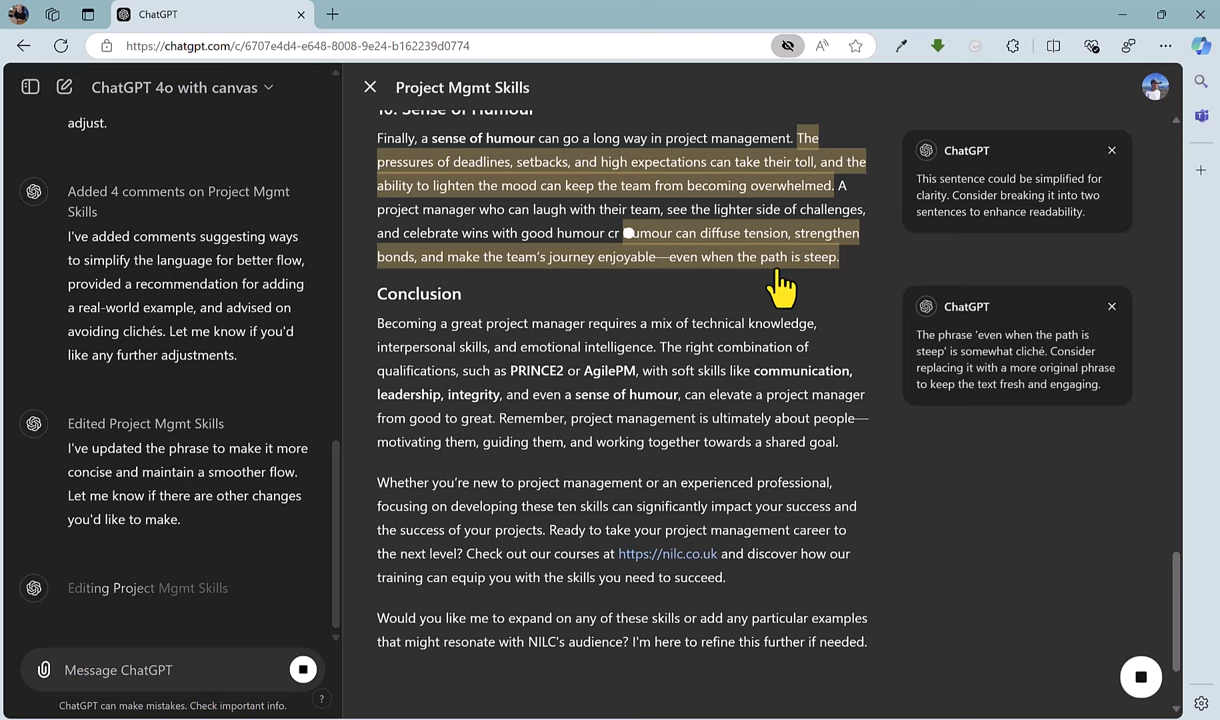 ChatGPT
https://chatgpt.com/c/6707e4d4-e648-8008-9e24-b162239d0774
ChatGPT 4o with canvas
adjust.
Added 4 comments on Project Mgmt
Skills
I've added comments suggesting ways
to simplify the language for better flow,
provided a recommendation for adding
a real-world example, and advised on
avoiding clichés. Let me know if you'd
like any further adjustments.
Edited Project Mgmt Skills
I've updated the phrase to make it more
concise and maintain a smoother flow.
Let me know if there are other changes
you'd like to make.
Editing Project Mgmt Skills
Message ChatGPT
ChatGPT can make mistakes. Check important info.
?
Project Mgmt Skills
10. Sense of Humour
Finally, a sense of humour can go a long way in project management. The
pressures of deadlines, setbacks, and high expectations can take their toll, and the
ability to lighten the mood can keep the team from becoming overwhelmed. A
project manager who can laugh with their team, see the lighter side of challenges,
and celebrate wins with good humour cr umour can diffuse tension, strengthen
bonds, and make the team's journey enjoyable—even when the path is steep.
Conclusion
Becoming a great project manager requires a mix of technical knowledge,
interpersonal skills, and emotional intelligence. The right combination of
qualifications, such as PRINCE2 or AgilePM, with soft skills like communication,
leadership, integrity, and even a sense of humour, can elevate a project manager
from good to great. Remember, project management is ultimately about people—
motivating them, guiding them, and working together towards a shared goal.
Whether you're new to project management or an experienced professional,
focusing on developing these ten skills can significantly impact your success and
the success of your projects. Ready to take your project management career to
the next level? Check out our courses at https://nilc.co.uk and discover how our
training can equip you with the skills you need to succeed.
Would you like me to expand on any of these skills or add any particular examples
that might resonate with NILC's audience? I'm here to refine this further if needed.
ChatGPT
This sentence could be simplified for
clarity. Consider breaking it into two
sentences to enhance readability.
ChatGPT
The phrase 'even when the path is
steep' is somewhat cliché. Consider
replacing it with a more original phrase
to keep the text fresh and engaging.